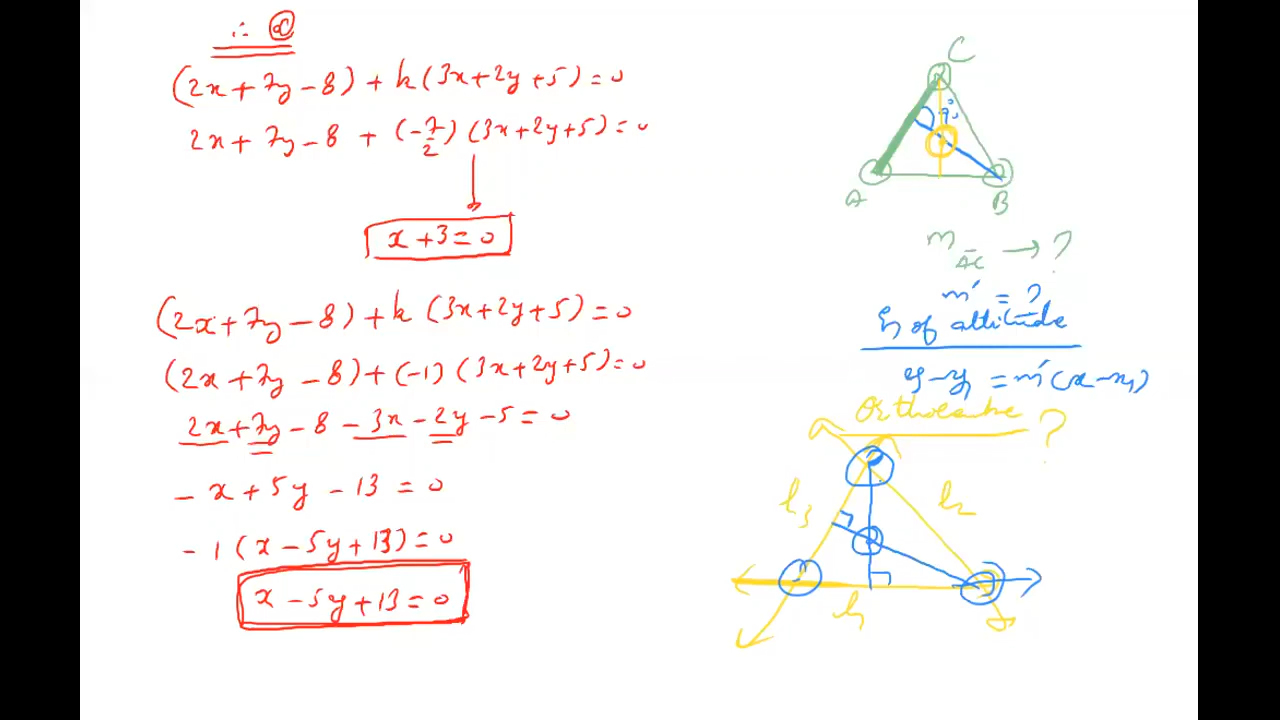 ∴ ⓧ
(2x + 7y - 8) + k(3x + 2y + 5) = 0
2x + 7y - 8 + (-7/2)(3x + 2y + 5) = 0
x + 3 = 0
(2x + 7y - 8) + k(3x + 2y + 5) = 0
(2x + 7y - 8) + (-1)(3x + 2y + 5) = 0
2x + 7y - 8 - 3x - 2y - 5 = 0
- x + 5y - 13 = 0
- 1(x - 5y + 13) = 0
x - 5y + 13 = 0
C
90°
A
B
m AC → ?
m' = ?
of altitude
y - y₁ = m'(x - x₁)
?
l₃
l₂
l₁